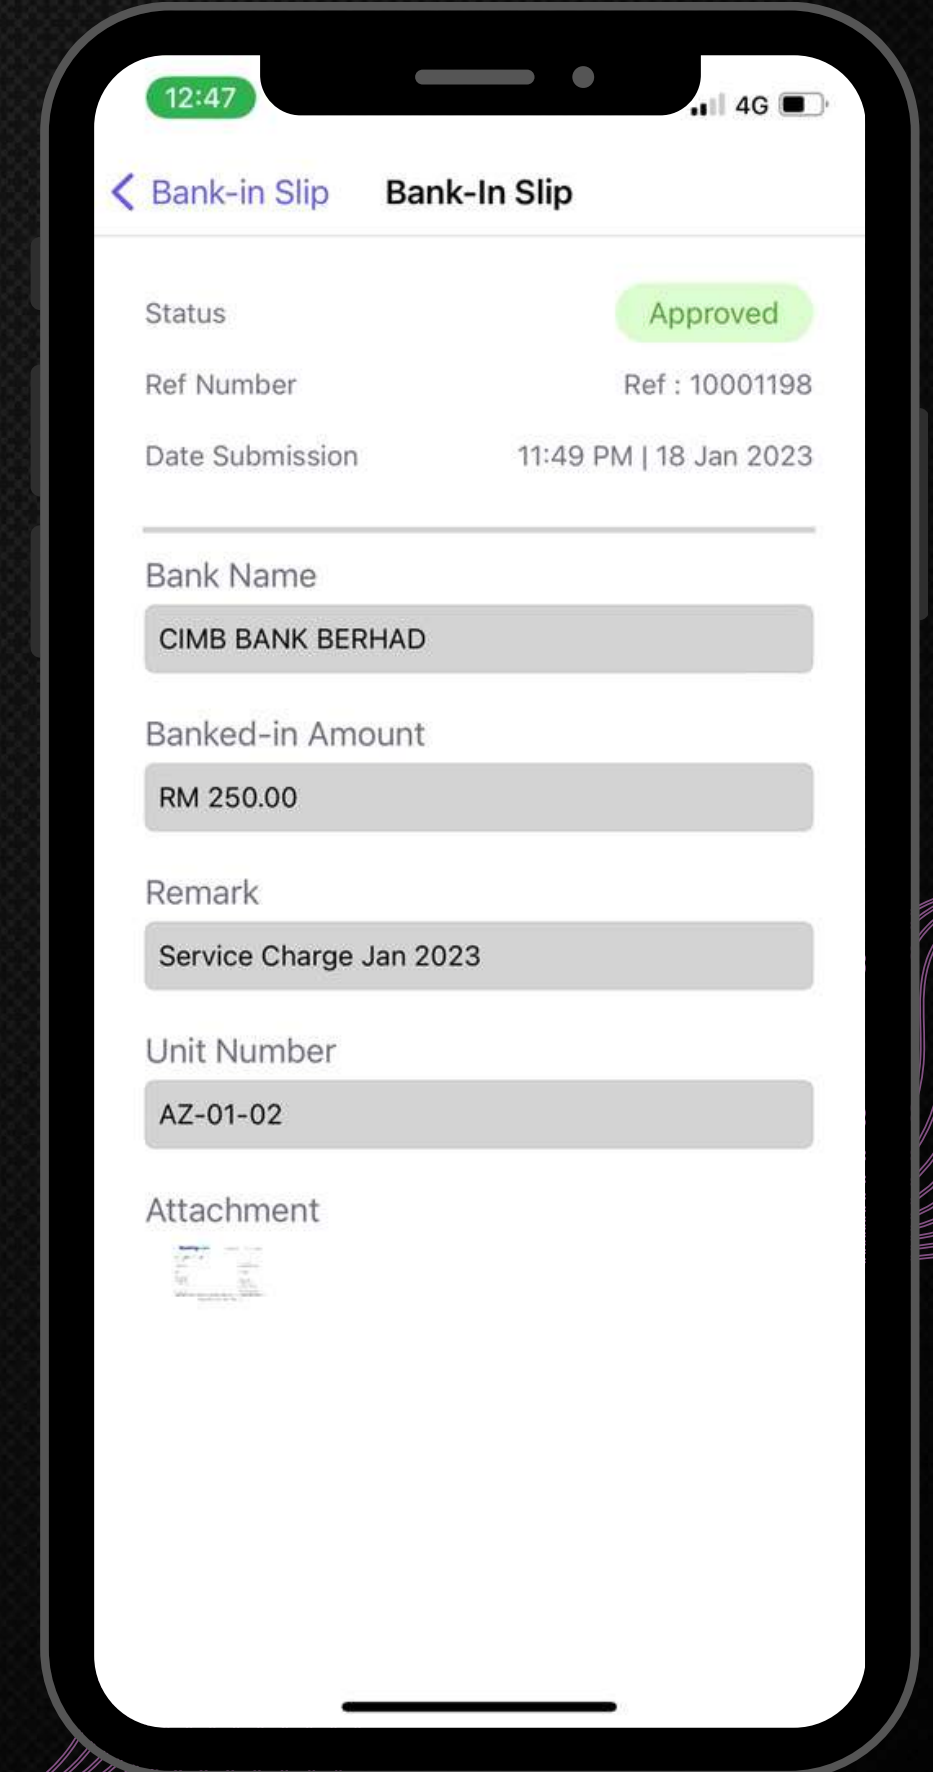 12:47
4G
Bank-in Slip Bank-In Slip
Status Approved
Ref Number Ref : 10001198
Date Submission 11:49 PM | 18 Jan 2023
Bank Name
CIMB BANK BERHAD
Banked-in Amount
RM 250.00
Remark
Service Charge Jan 2023
Unit Number
AZ-01-02
Attachment